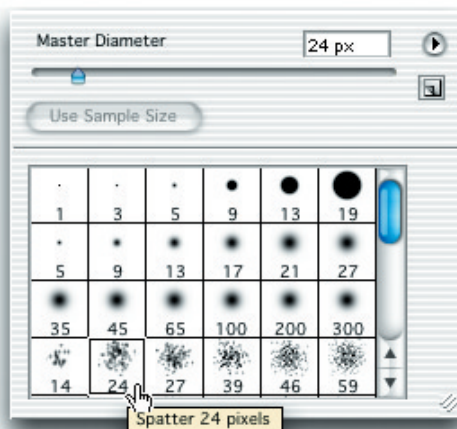 Master Diameter 24 px
Use Sample Size
1 3 5 9 13 19
5 9 13 17 21 27
35 45 65 100 200 300
14 24 27 39 46 59
Spatter 24 pixels